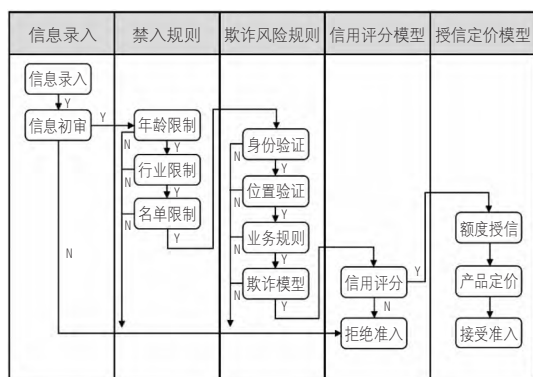 信息录入 禁入规则 欺诈风险规则 信用评分模型 授信定价模型
信息录入
Y
信息初审
Y
N
年龄限制
Y
N
行业限制
Y
N
名单限制
Y
N
身份验证
Y
N
位置验证
Y
N
业务规则
Y
N
欺诈模型
Y
N
信用评分
Y
N
拒绝准入
额度授信
产品定价
接受准入